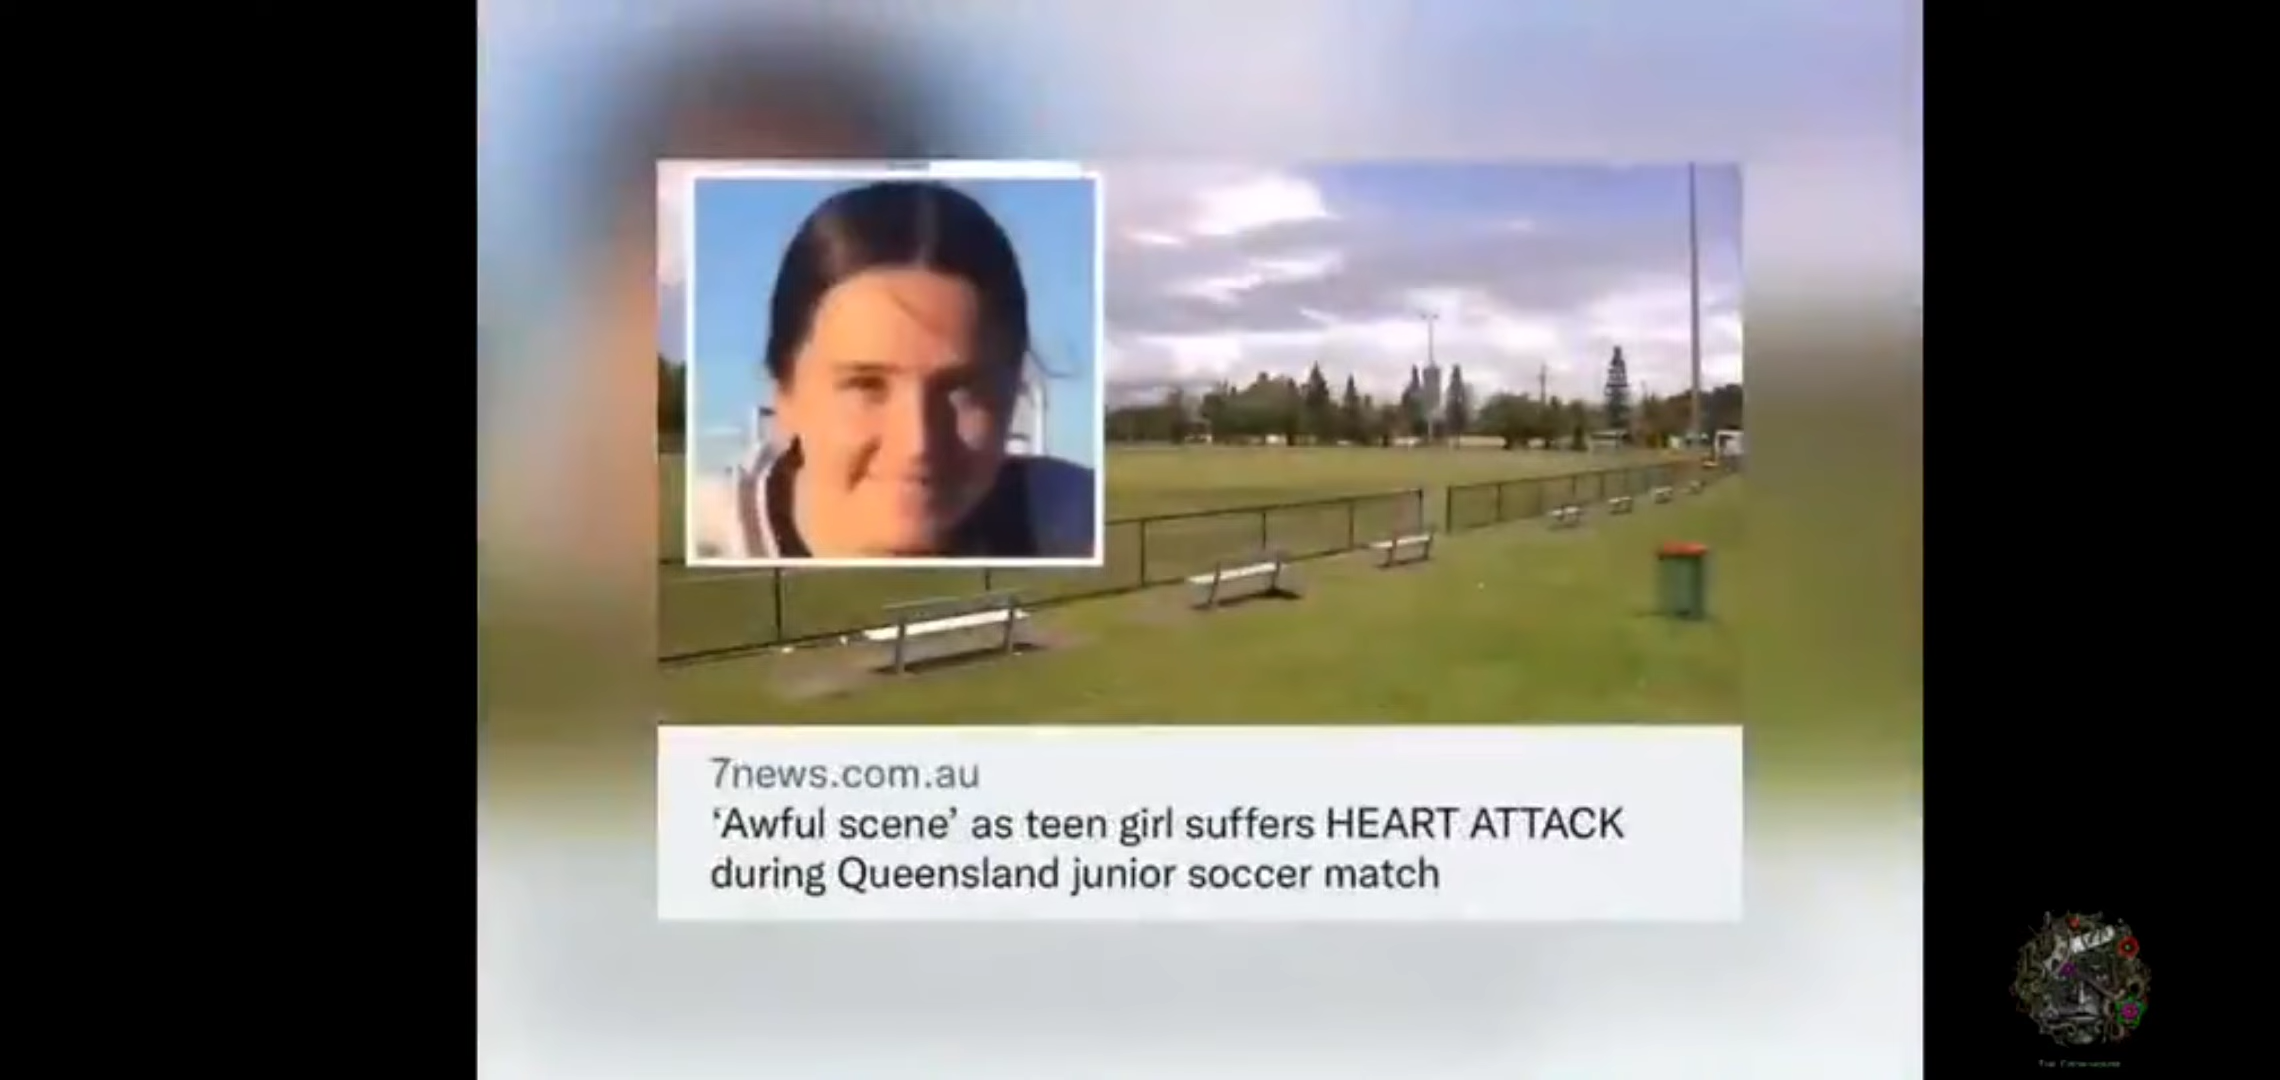 7news.com.au
‘Awful scene’ as teen girl suffers HEART ATTACK
during Queensland junior soccer match